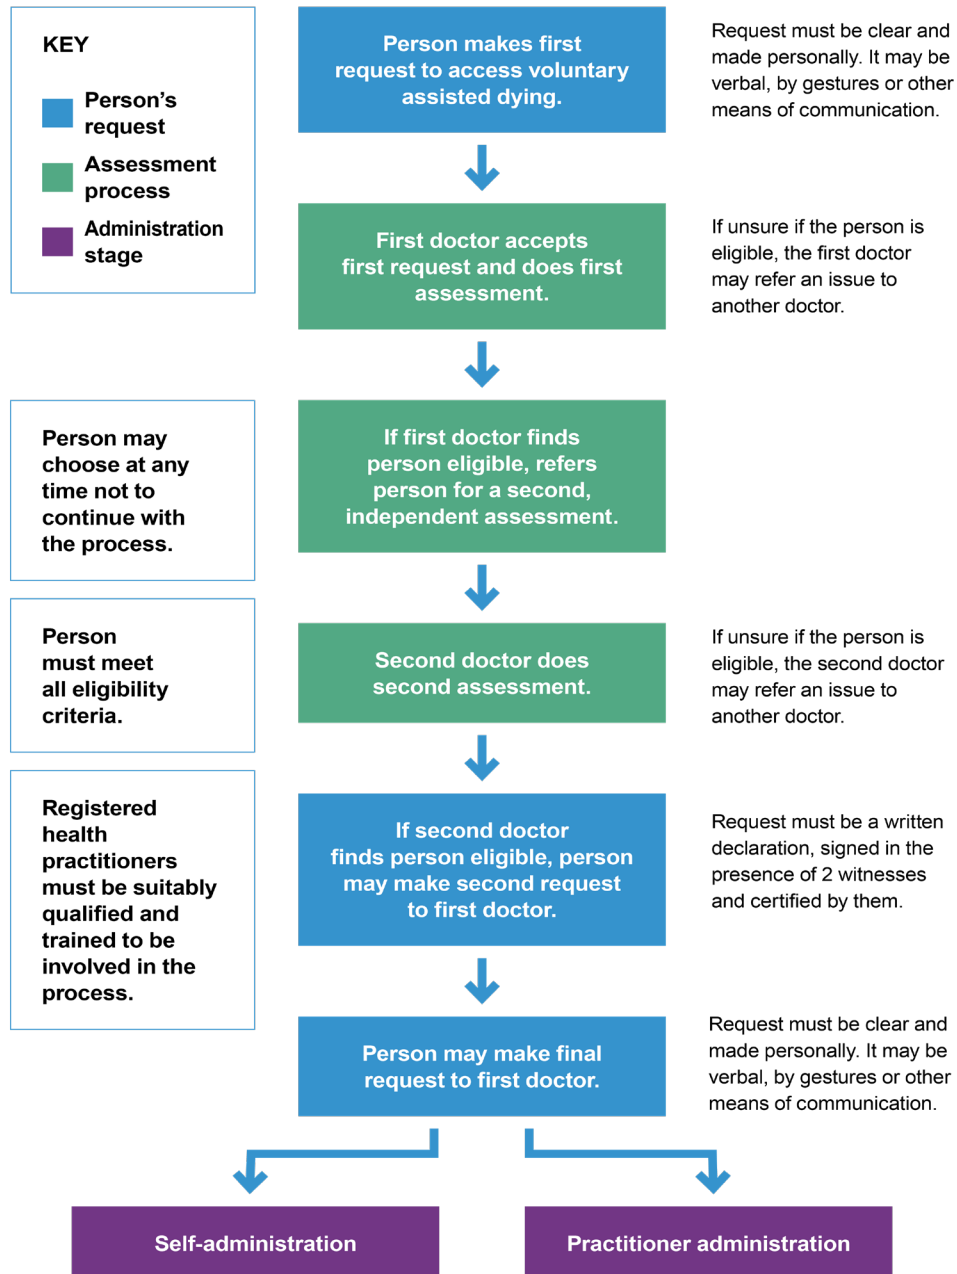 KEY
Person's
request
Assessment
process
Administration
stage
Person makes first
request to access voluntary
assisted dying.
Request must be clear and
made personally. It may be
verbal, by gestures or other
means of communication.
First doctor accepts
first request and does first
assessment.
If unsure if the person is
eligible, the first doctor
may refer an issue to
another doctor.
Person may
choose at any
time not to
continue with
the process.
If first doctor finds
person eligible, refers
person for a second,
independent assessment.
Person
must meet
all eligibility
criteria.
Second doctor does
second assessment.
If unsure if the person is
eligible, the second doctor
may refer an issue to
another doctor.
Registered
health
practitioners
must be suitably
qualified and
trained to be
involved in the
process.
If second doctor
finds person eligible, person
may make second request
to first doctor.
Request must be a written
declaration, signed in the
presence of 2 witnesses
and certified by them.
Person may make final
request to first doctor.
Request must be clear and
made personally. It may be
verbal, by gestures or other
means of communication.
Self-administration
Practitioner administration